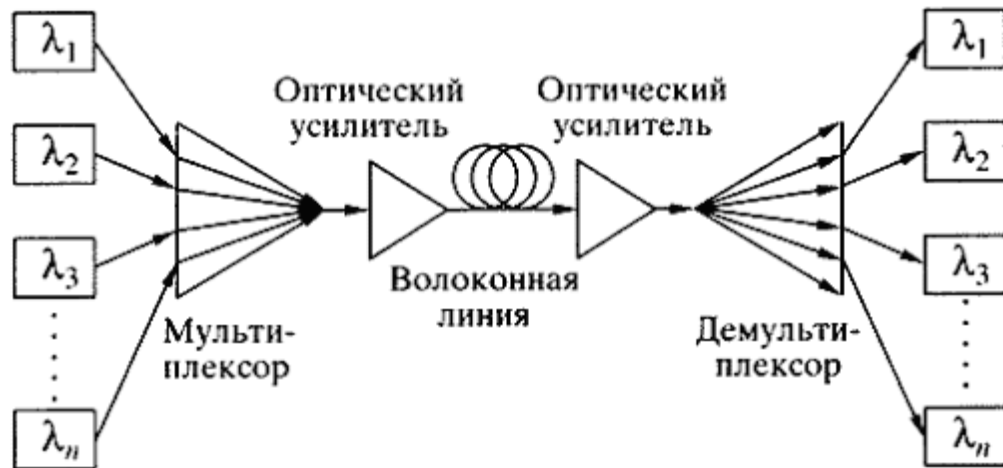 λ1
λ2
λ3
λn
Мульти-
плексор
Оптический
усилитель
Волоконная
линия
Оптический
усилитель
Демульти-
плексор
λ1
λ2
λ3
λn